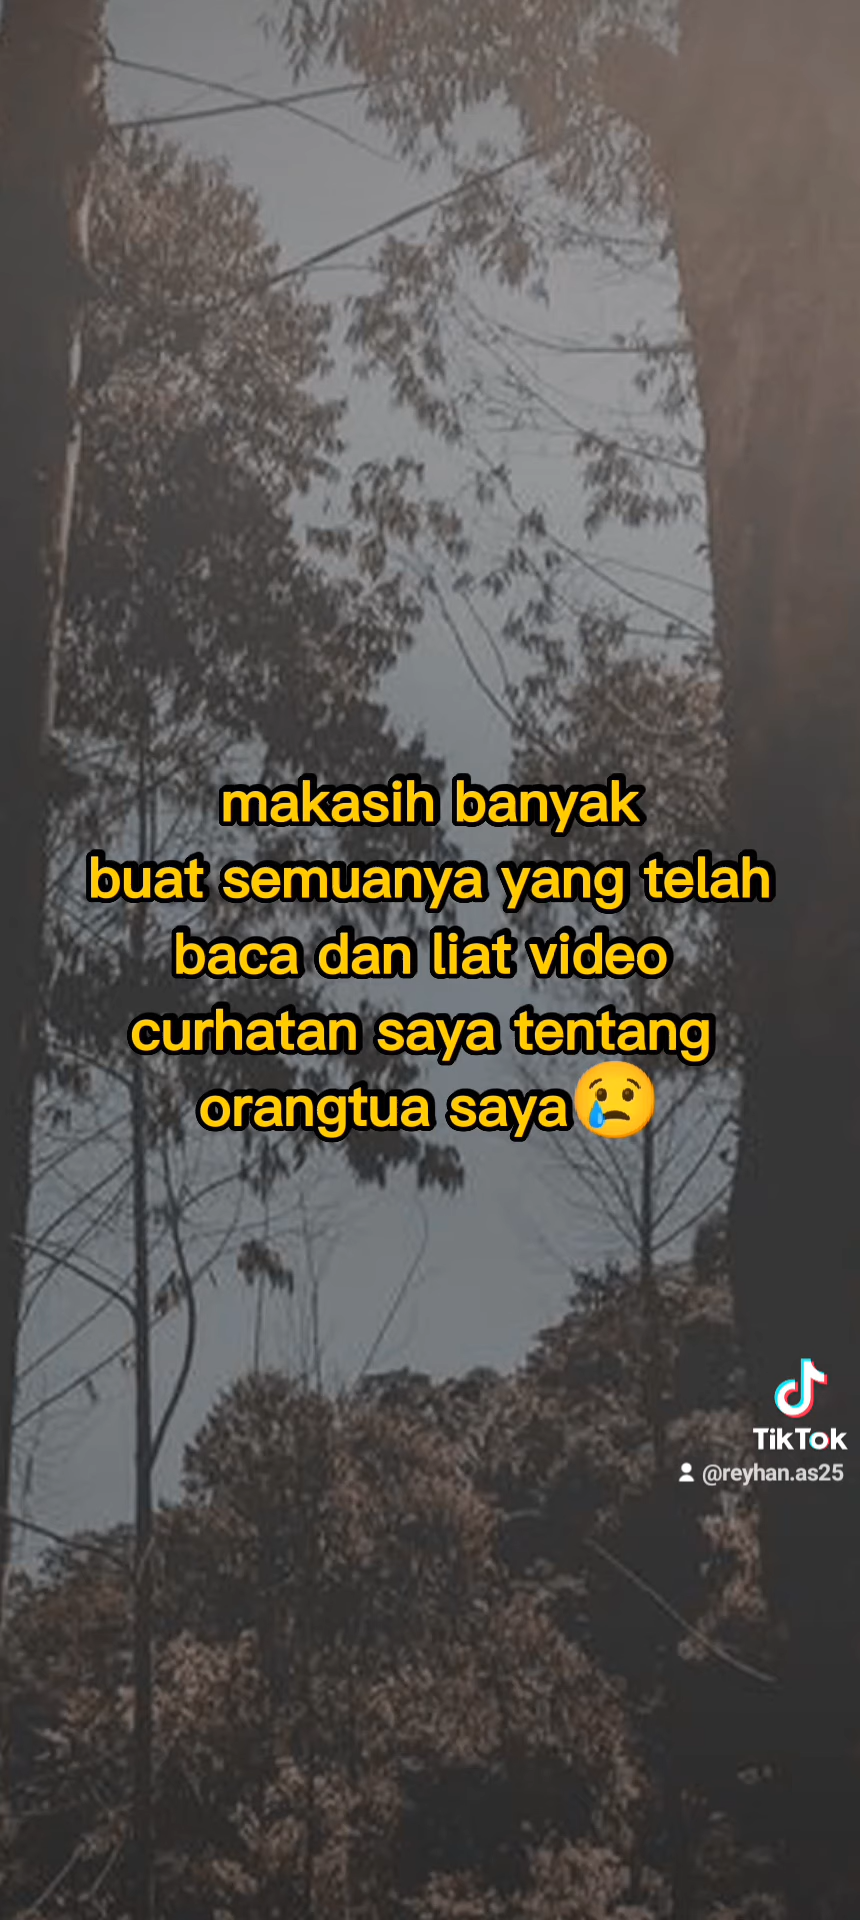 makasih banyak
buat semuanya yang telah
baca dan liat video
curhatan saya tentang
orangtua saya😢
TikTok
@reyhan.as25